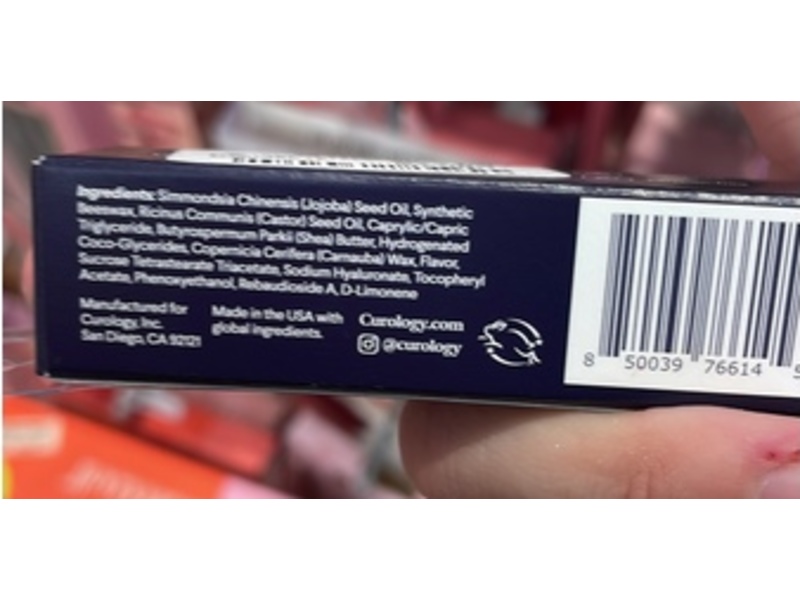 Ingredients: Simmondsia Chinensis (Jojoba) Seed Oil, Synthetic
Beeswax, Ricinus Communis (Castor) Seed Oil, Caprylic/Capric
Triglyceride, Butyrospermum Parkii (Shea) Butter, Hydrogenated
Coco-Glycerides, Copernicia Cerifera (Carnauba) Wax, Flavor,
Sucrose Tetrastearate Triacetate, Sodium Hyaluronate, Tocopheryl
Acetate, Phenoxyethanol, Rebaudioside A, D-Limonene
Manufactured for
Curology, Inc.
San Diego, CA 92121
Made in the USA with
global ingredients.
Curology.com
@curology
8 50039 76614